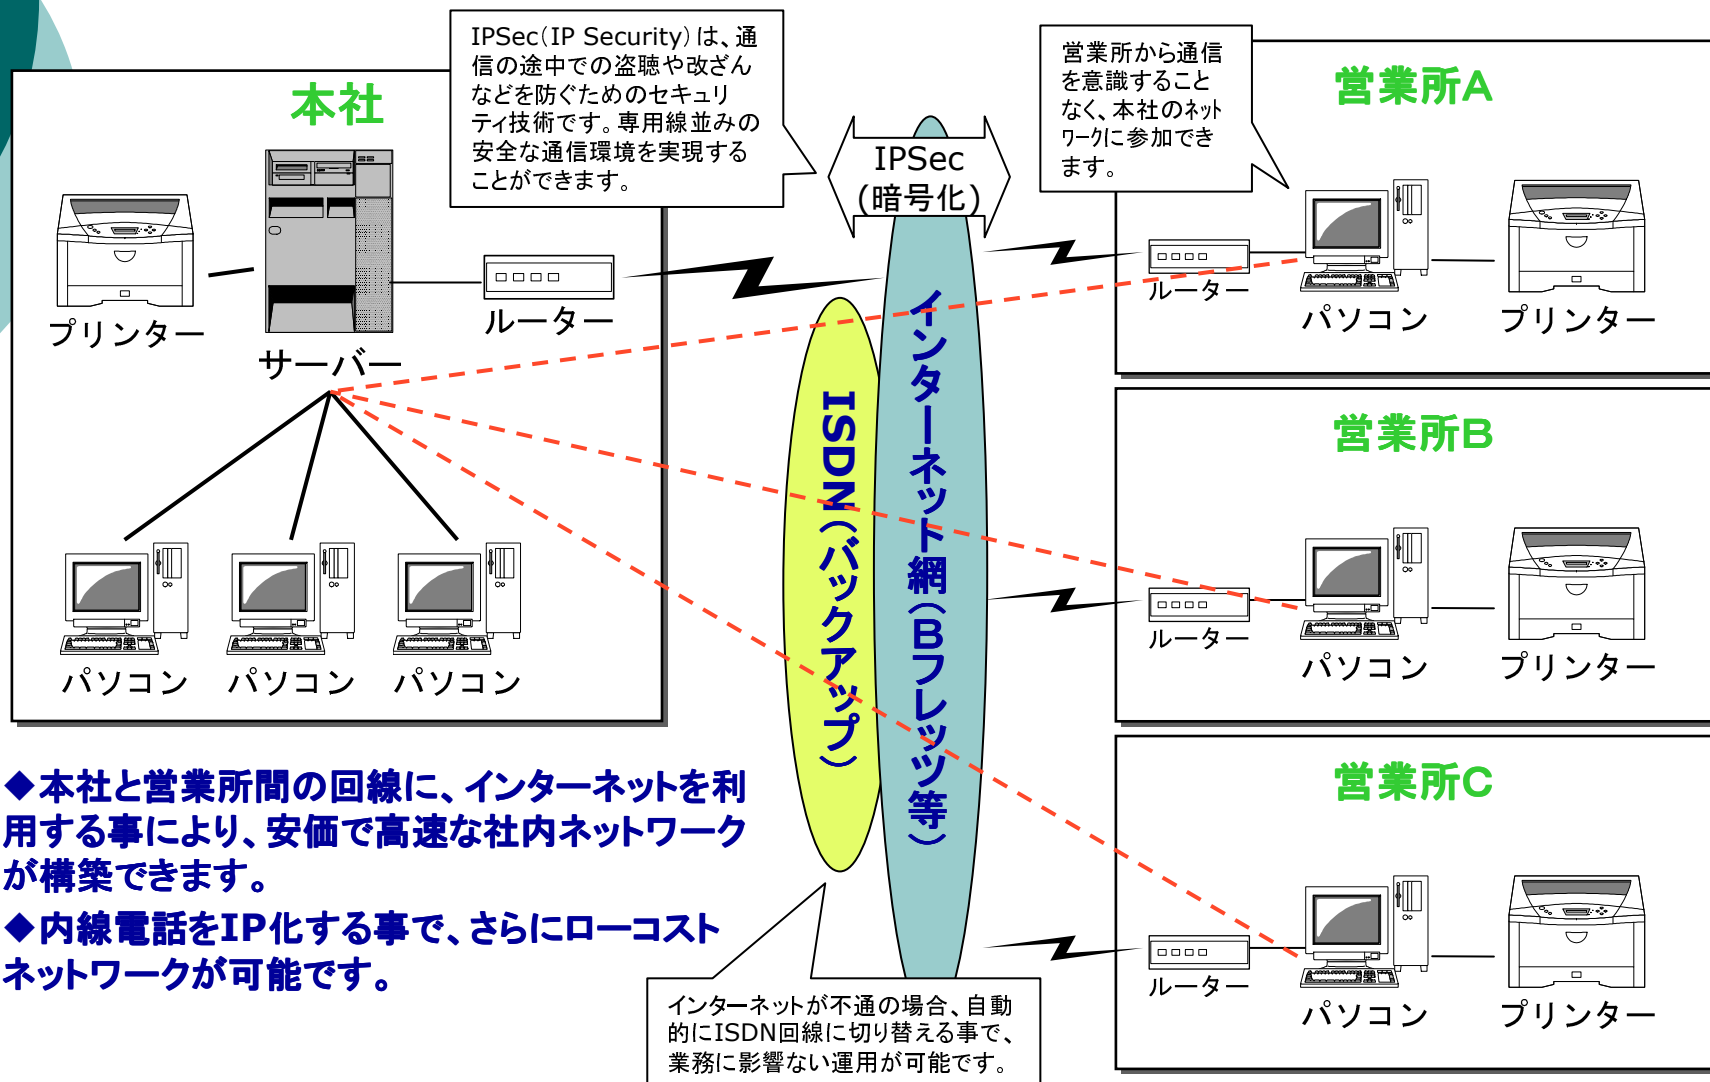 IPSec(IP Security)は、通
信の途中での盗聴や改ざん
などを防ぐためのセキュリ
ティ技術です。専用線並みの
安全な通信環境を実現する
ことができます。
本社
プリンター
サーバー
ルーター
パソコン
パソコン
パソコン
IPSec
(暗号化)
ISDN(バックアップ)
インターネット網(Bフレッツ等)
営業所から通信
を意識すること
なく、本社のネット
ワークに参加でき
ます。
営業所A
ルーター
パソコン
プリンター
営業所B
ルーター
パソコン
プリンター
営業所C
ルーター
パソコン
プリンター
◆本社と営業所間の回線に、インターネットを利
用する事により、安価で高速な社内ネットワーク
が構築できます。
◆内線電話をIP化する事で、さらにローコスト
ネットワークが可能です。
インターネットが不通の場合、自動
的にISDN回線に切り替える事で、
業務に影響ない運用が可能です。